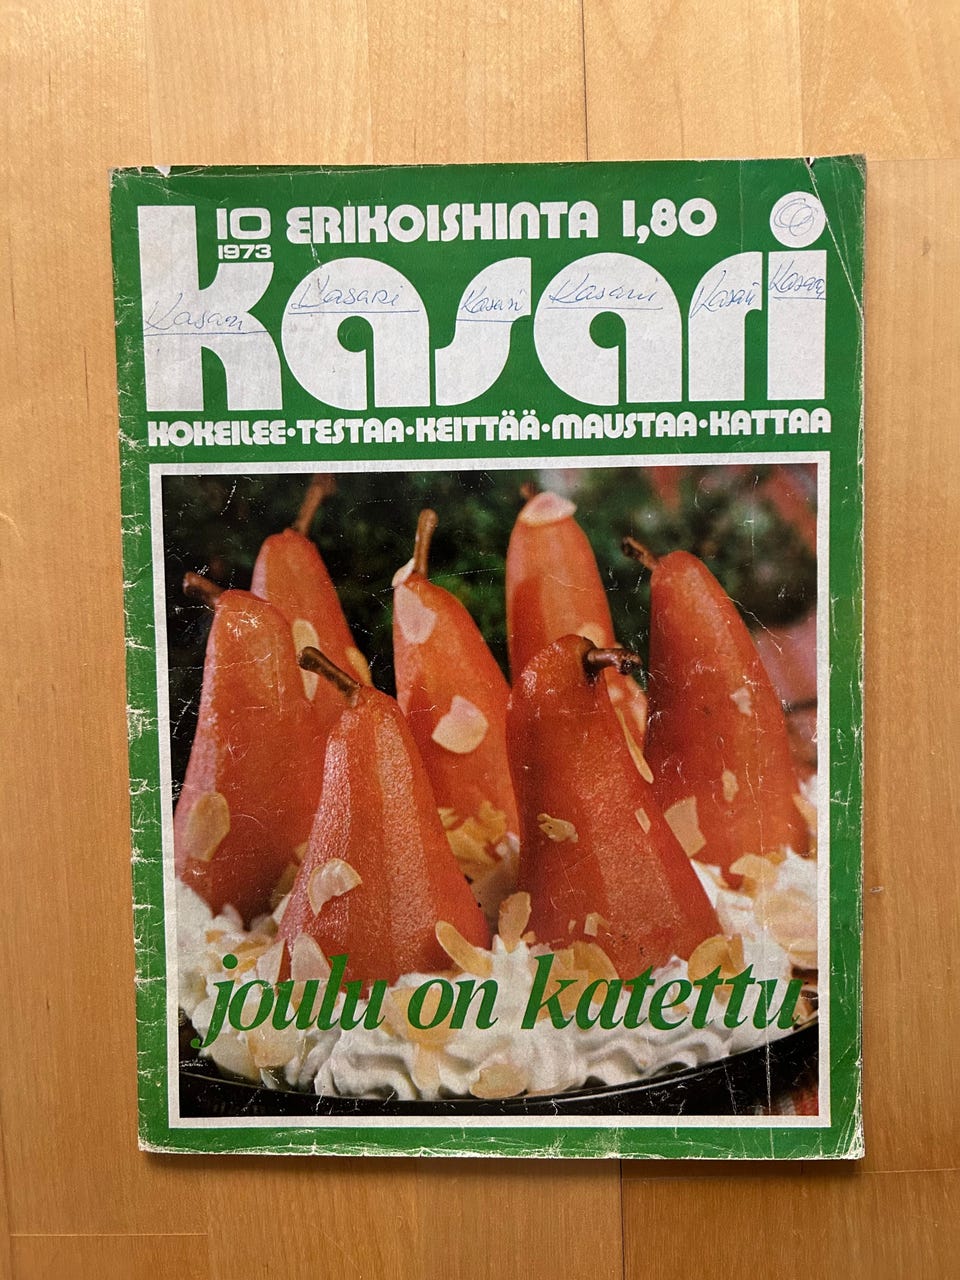 10 ERIKOISHINTA 1,80
1973
kasari
Kasari Kasari Kasari Kasari Kasari Kasari
KOKEILEE•TESTAA•KEITTÄÄ•MAUSTAA•KATTAA
joulu on katettu